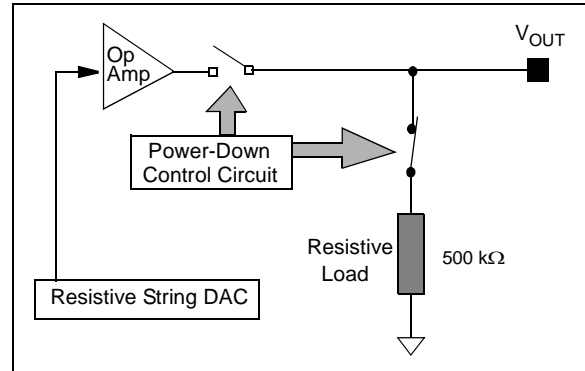 Op
Amp
V_OUT
Power-Down
Control Circuit
Resistive
Load
500 kΩ
Resistive String DAC